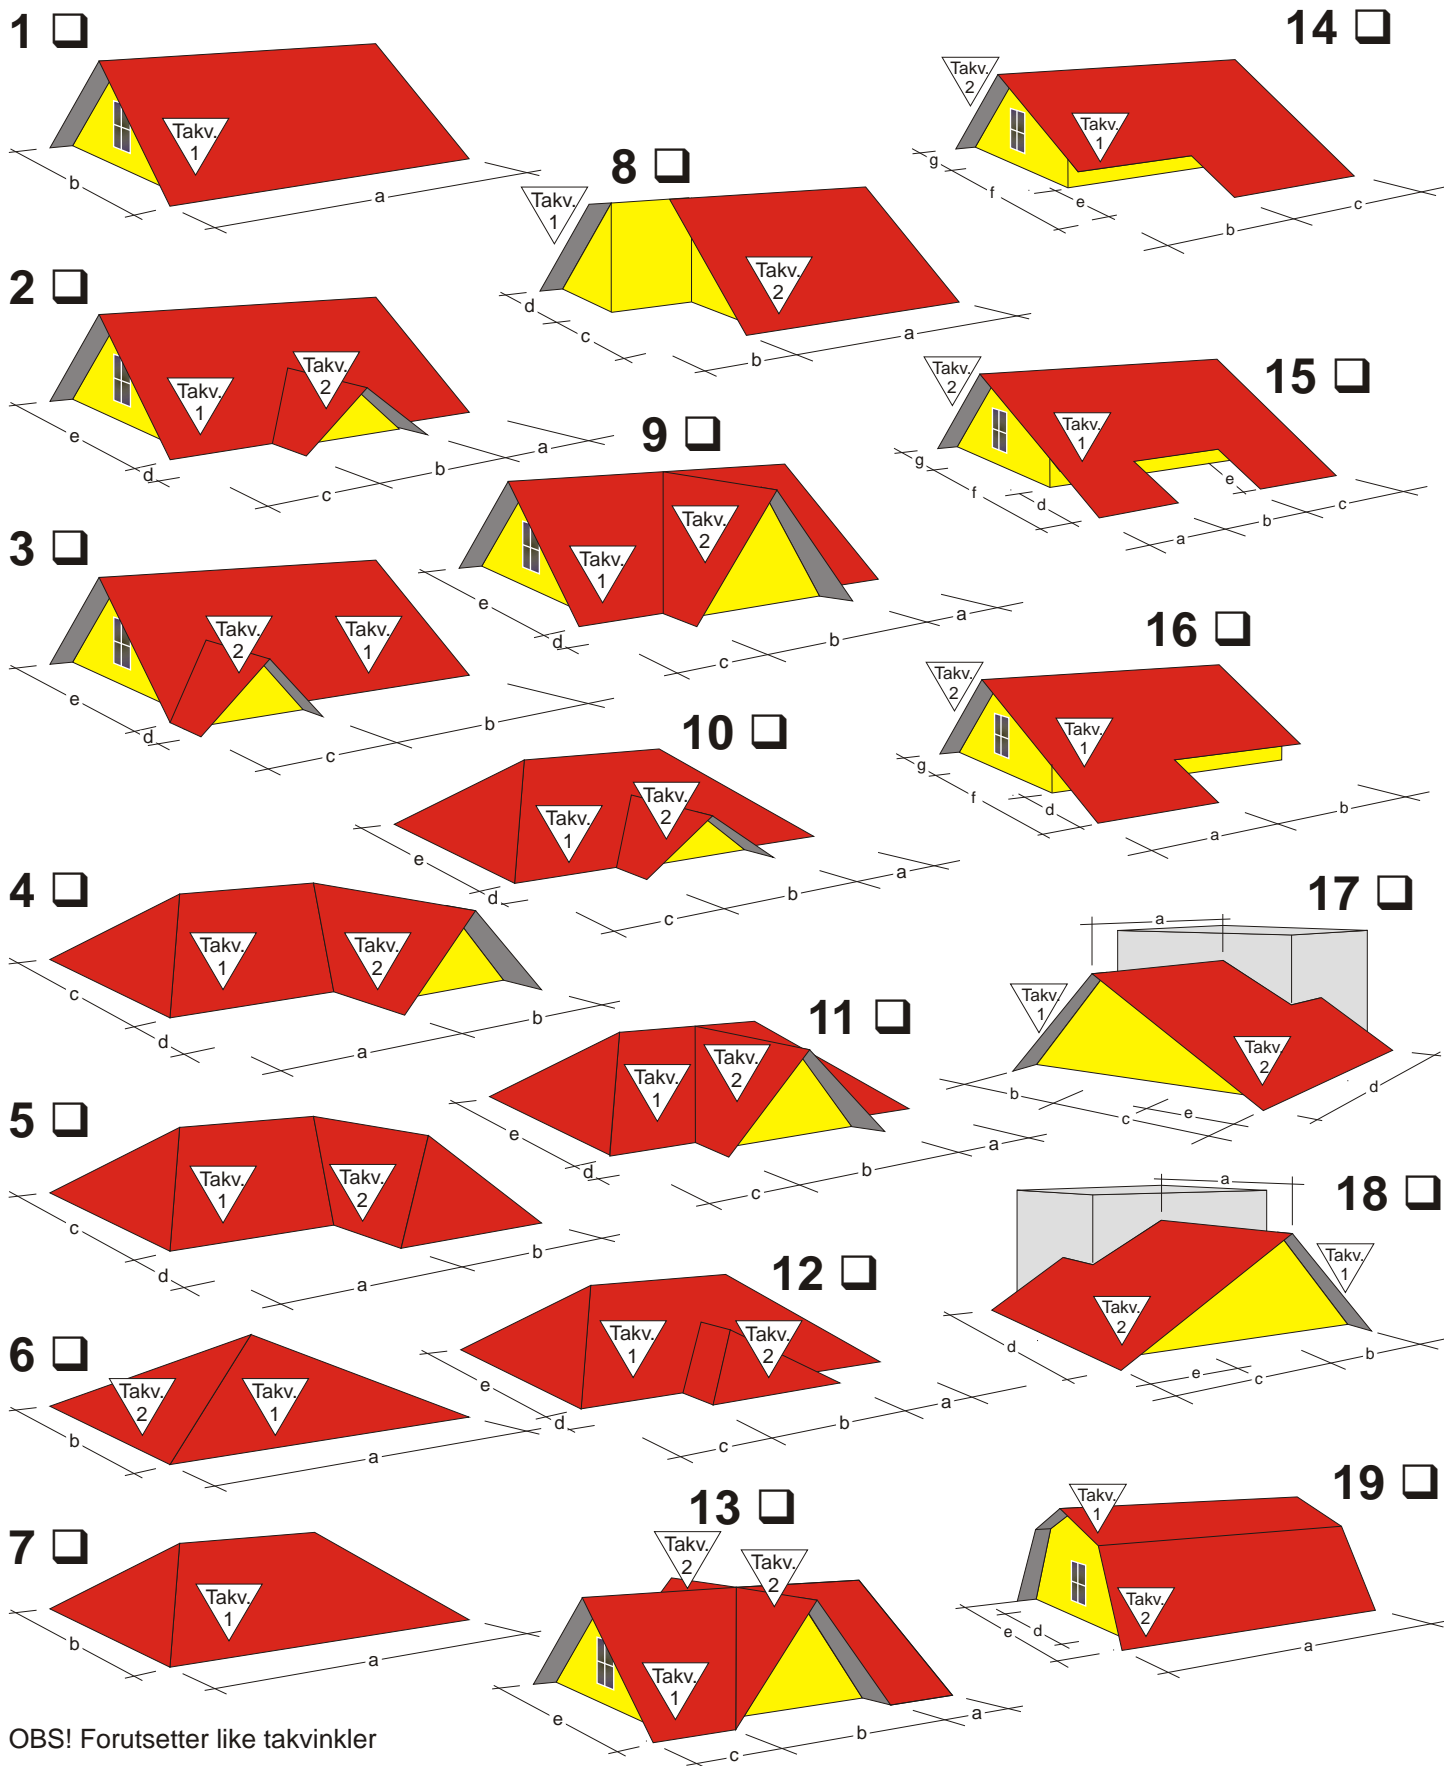 1 ❏
Takv.
1
b
a
2 ❏
Takv.
1
Takv.
2
e
d
c
b
a
3 ❏
Takv.
2
Takv.
1
e
d
c
b
4 ❏
Takv.
1
Takv.
2
c
d
a
b
5 ❏
Takv.
1
Takv.
2
c
d
a
b
6 ❏
Takv.
2
Takv.
1
b
a
7 ❏
Takv.
1
b
a
8 ❏
Takv.
1
Takv.
2
d
c
b
a
9 ❏
Takv.
1
Takv.
2
e
d
c
b
a
10 ❏
Takv.
1
Takv.
2
e
d
c
b
a
11 ❏
Takv.
1
Takv.
2
e
d
c
b
a
12 ❏
Takv.
1
Takv.
2
e
d
c
b
a
13 ❏
Takv.
2
Takv.
2
Takv.
1
e
c
b
a
14 ❏
Takv.
2
Takv.
1
g
f
e
b
c
15 ❏
Takv.
2
Takv.
1
g
f
d
e
a
b
c
16 ❏
Takv.
2
Takv.
1
g
f
d
a
b
17 ❏
a
Takv.
1
Takv.
2
b
c
e
d
18 ❏
a
Takv.
1
Takv.
2
d
e
c
b
19 ❏
Takv.
1
Takv.
2
e
d
a
OBS! Forutsetter like takvinkler